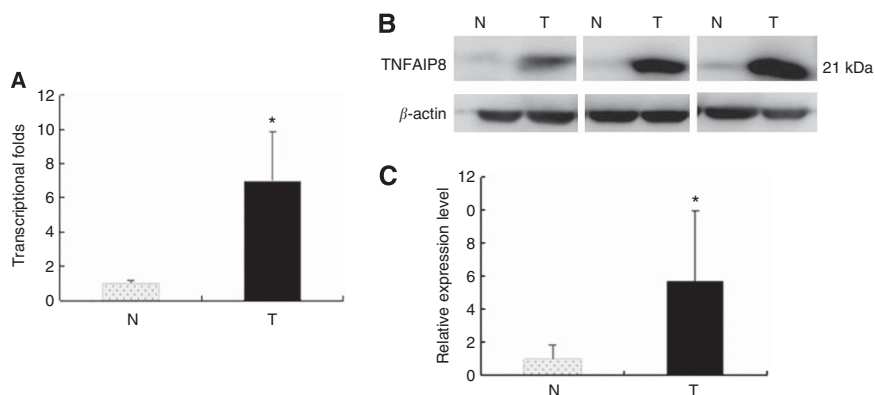 A
12
10
8
6
4
2
0
Transcriptional folds
*
N T
B
N T N T N T
TNFAIP8
21 kDa
β-actin
C
12
0
8
6
4
2
0
Relative expression level
*
N T